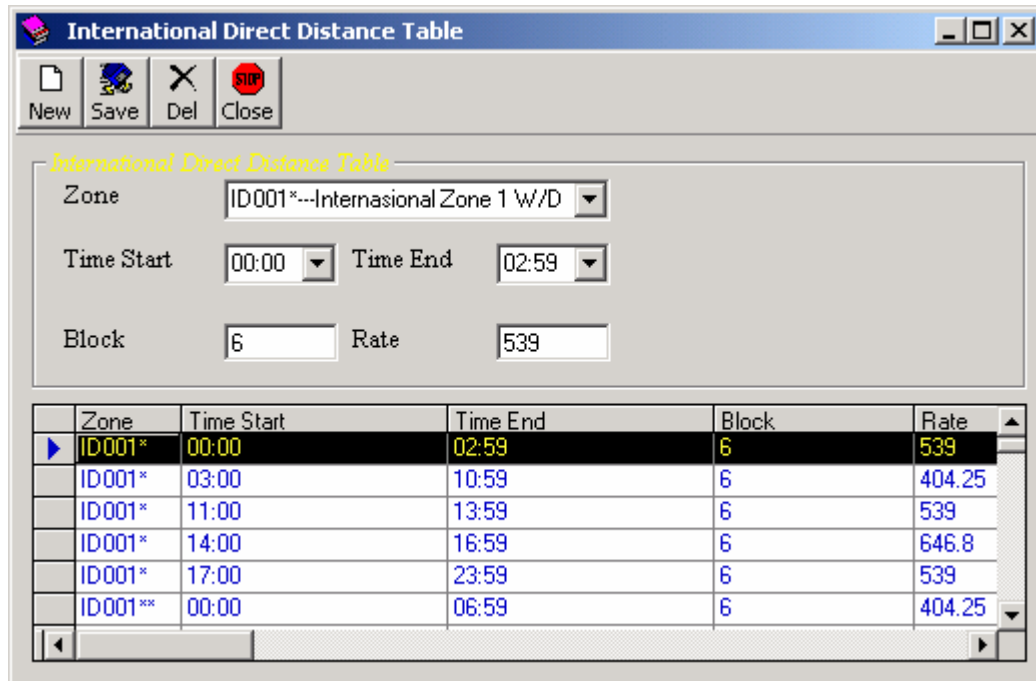 International Direct Distance Table
New Save Del STOP Close
International Direct Distance Table
Zone ID001*---Internasional Zone 1 W/D
Time Start 00:00 Time End 02:59
Block 6 Rate 539
Zone Time Start Time End Block Rate
ID001* 00:00 02:59 6 539
ID001* 03:00 10:59 6 404.25
ID001* 11:00 13:59 6 539
ID001* 14:00 16:59 6 646.8
ID001* 17:00 23:59 6 539
ID001** 00:00 06:59 6 404.25